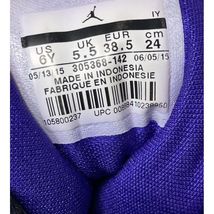 IY
US UK EUR cm
6Y 5.5 38.5 24
05/13/15 305368-142 06/05/15
MADE IN INDONESIA
FABRIQUE EN INDONESIE
105800237
UPC